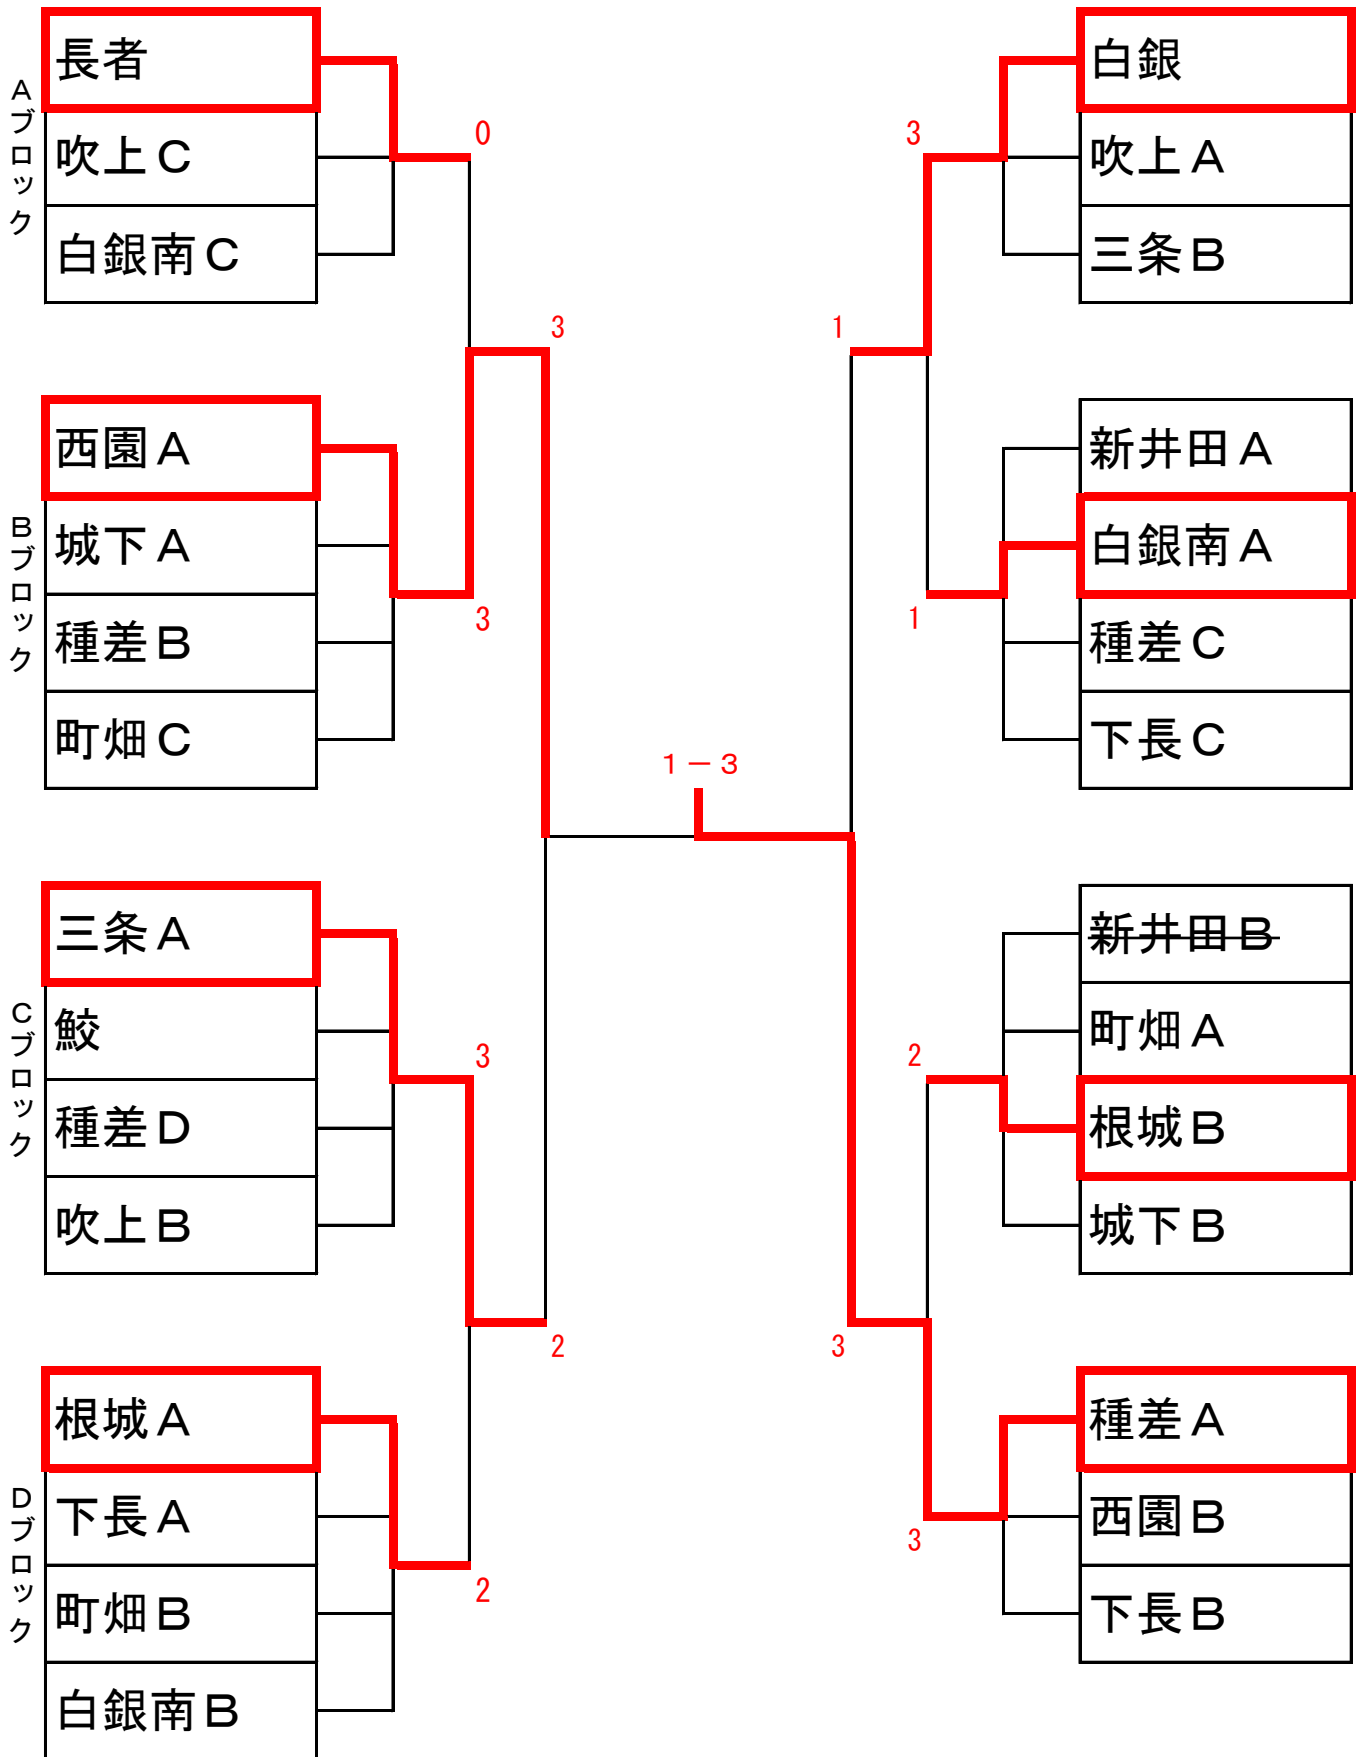 Aブロック
長者
吹上C
白銀南C
0
Bブロック
西園A
城下A
種差B
町畑C
3
3
Cブロック
三条A
鮫
種差D
吹上B
3
Dブロック
根城A
下長A
町畑B
白銀南B
2
2
1－3
白銀
吹上A
三条B
3
1
新井田A
白銀南A
種差C
下長C
1
新井田B
町畑A
根城B
城下B
2
3
種差A
西園B
下長B
3